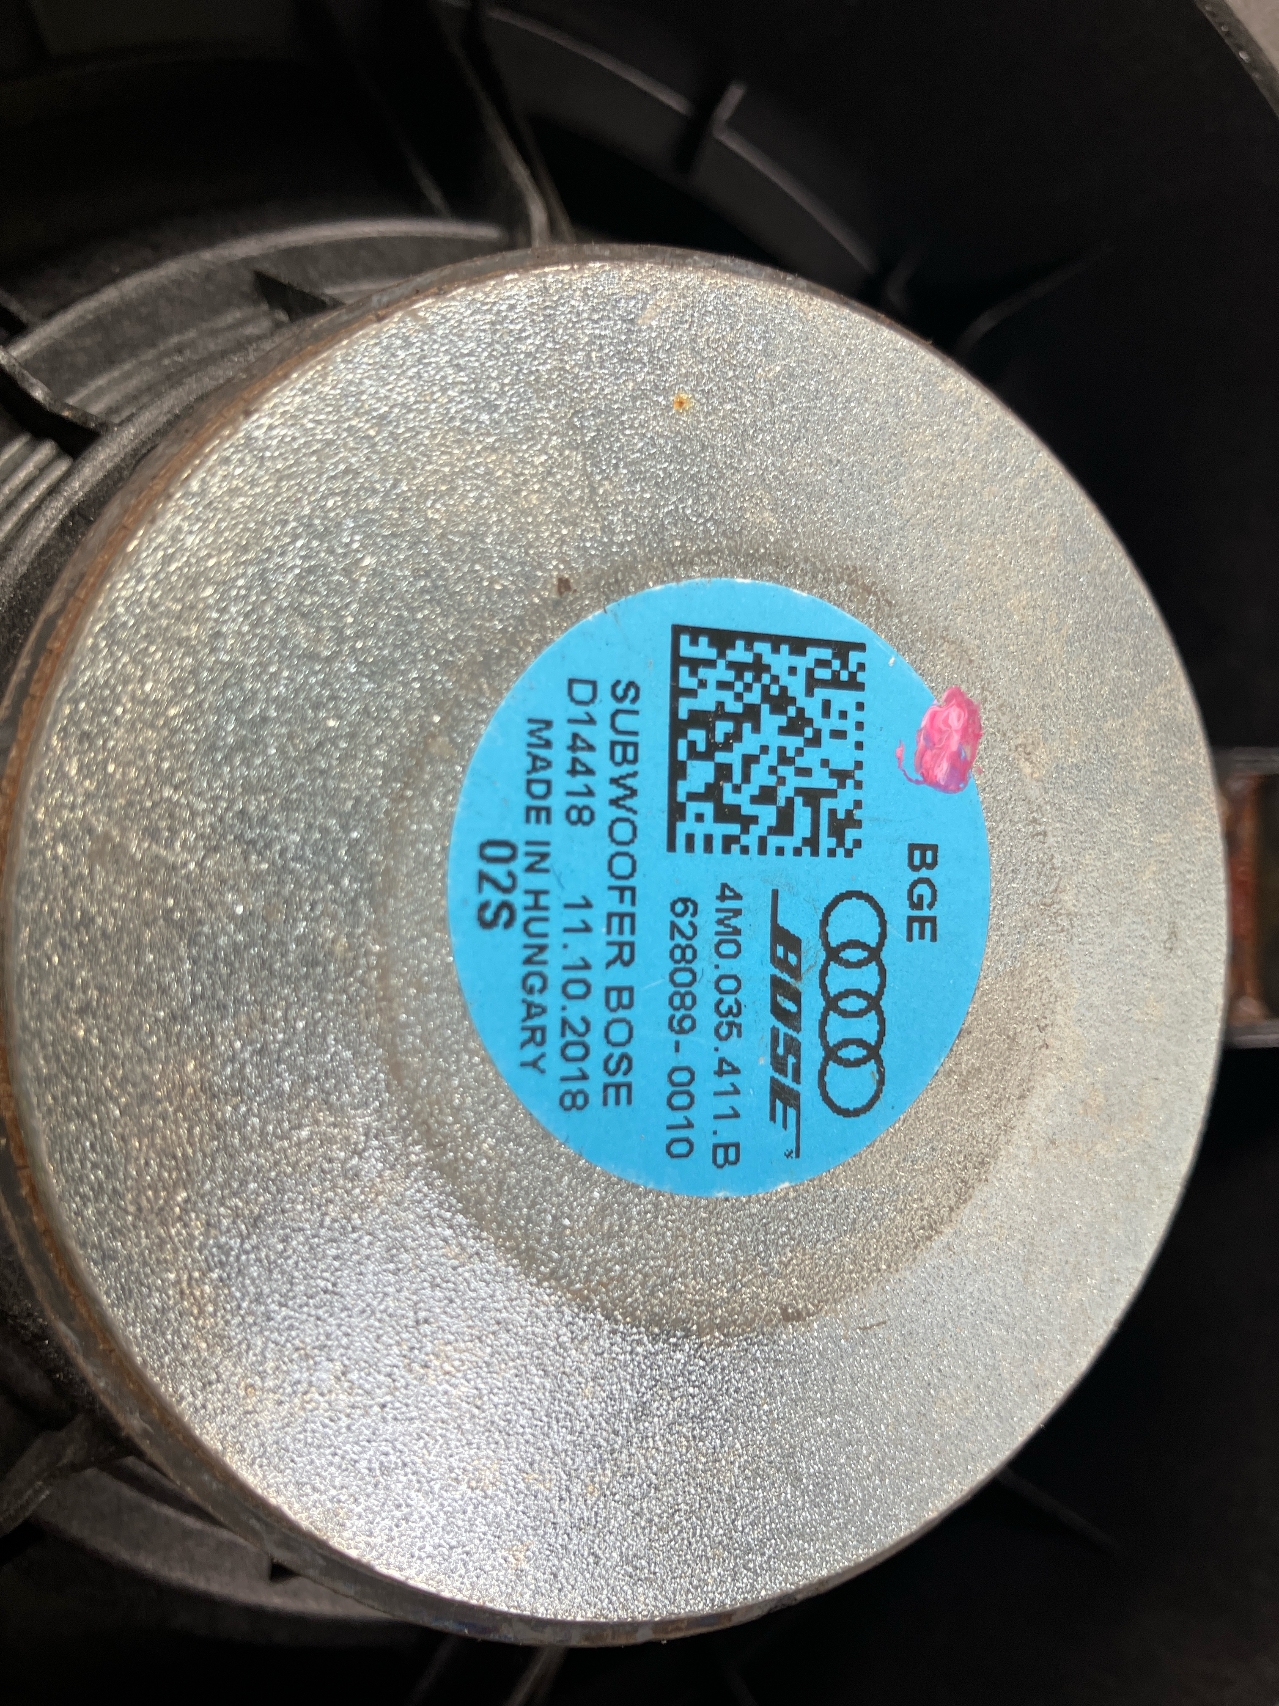 BGE
BOSE
4M0.035.411.B
628089-0010
SUBWOOFER BOSE
D14418 11.10.2018
MADE IN HUNGARY
02S